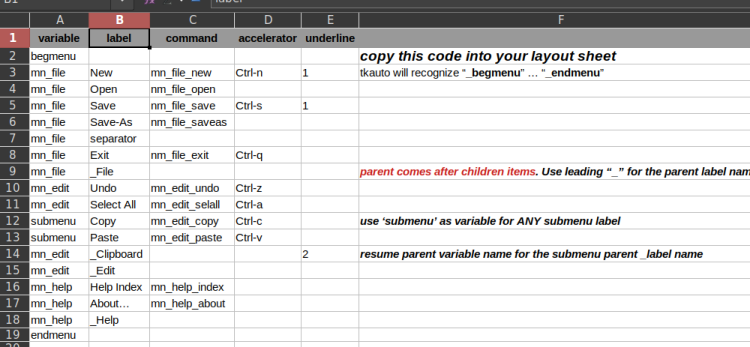 A B C D E F
1 variable label command accelerator underline
2 begmenu copy this code into your layout sheet
3 mn_file New mn_file_new Ctrl-n 1 tkauto will recognize “_begmenu” ... “_endmenu”
4 mn_file Open mn_file_open
5 mn_file Save mn_file_save Ctrl-s 1
6 mn_file Save-As mn_file_saveas
7 mn_file separator
8 mn_file Exit nm_file_exit Ctrl-q
9 mn_file _File parent comes after children items. Use leading “_” for the parent label nam
10 mn_edit Undo mn_edit_undo Ctrl-z
11 mn_edit Select All mn_edit_selall Ctrl-a
12 submenu Copy mn_edit_copy Ctrl-c use ‘submenu’ as variable for ANY submenu label
13 submenu Paste mn_edit_paste Ctrl-v
14 mn_edit _Clipboard 2 resume parent variable name for the submenu parent _label name
15 mn_edit _Edit
16 mn_help Help Index mn_help_index
17 mn_help About... mn_help_about
18 mn_help _Help
19 endmenu